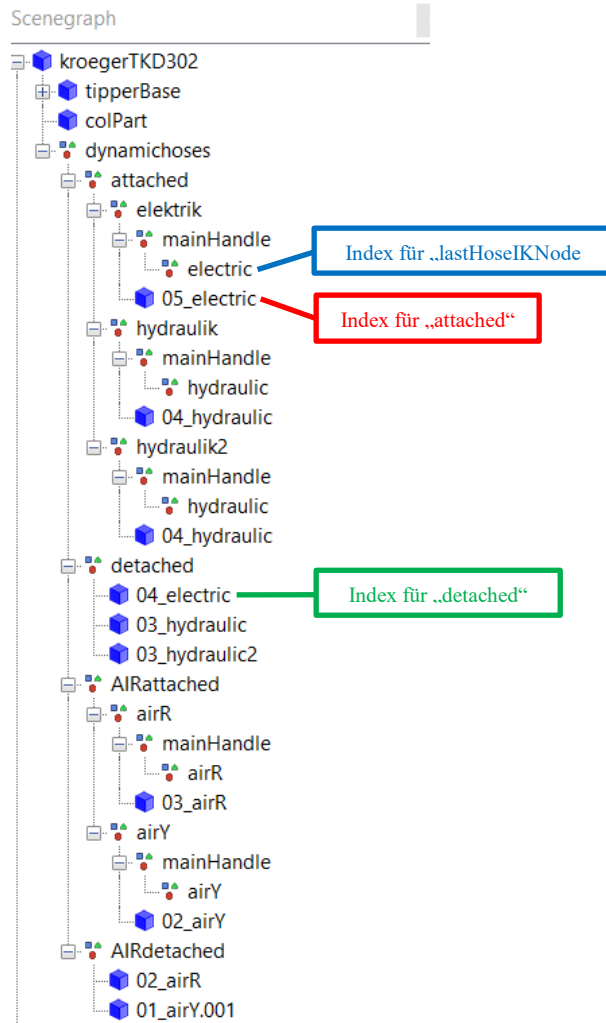 Scenegraph
kroegerTKD302
tipperBase
colPart
dynamichoses
attached
elektrik
mainHandle
electric
Index für „lastHoseIKNode
05_electric
Index für „attached“
hydraulik
mainHandle
hydraulic
04_hydraulic
hydraulik2
mainHandle
hydraulic
04_hydraulic
detached
04_electric
Index für „detached“
03_hydraulic
03_hydraulic2
AIRattached
airR
mainHandle
airR
03_airR
airY
mainHandle
airY
02_airY
AIRdetached
02_airR
01_airY.001